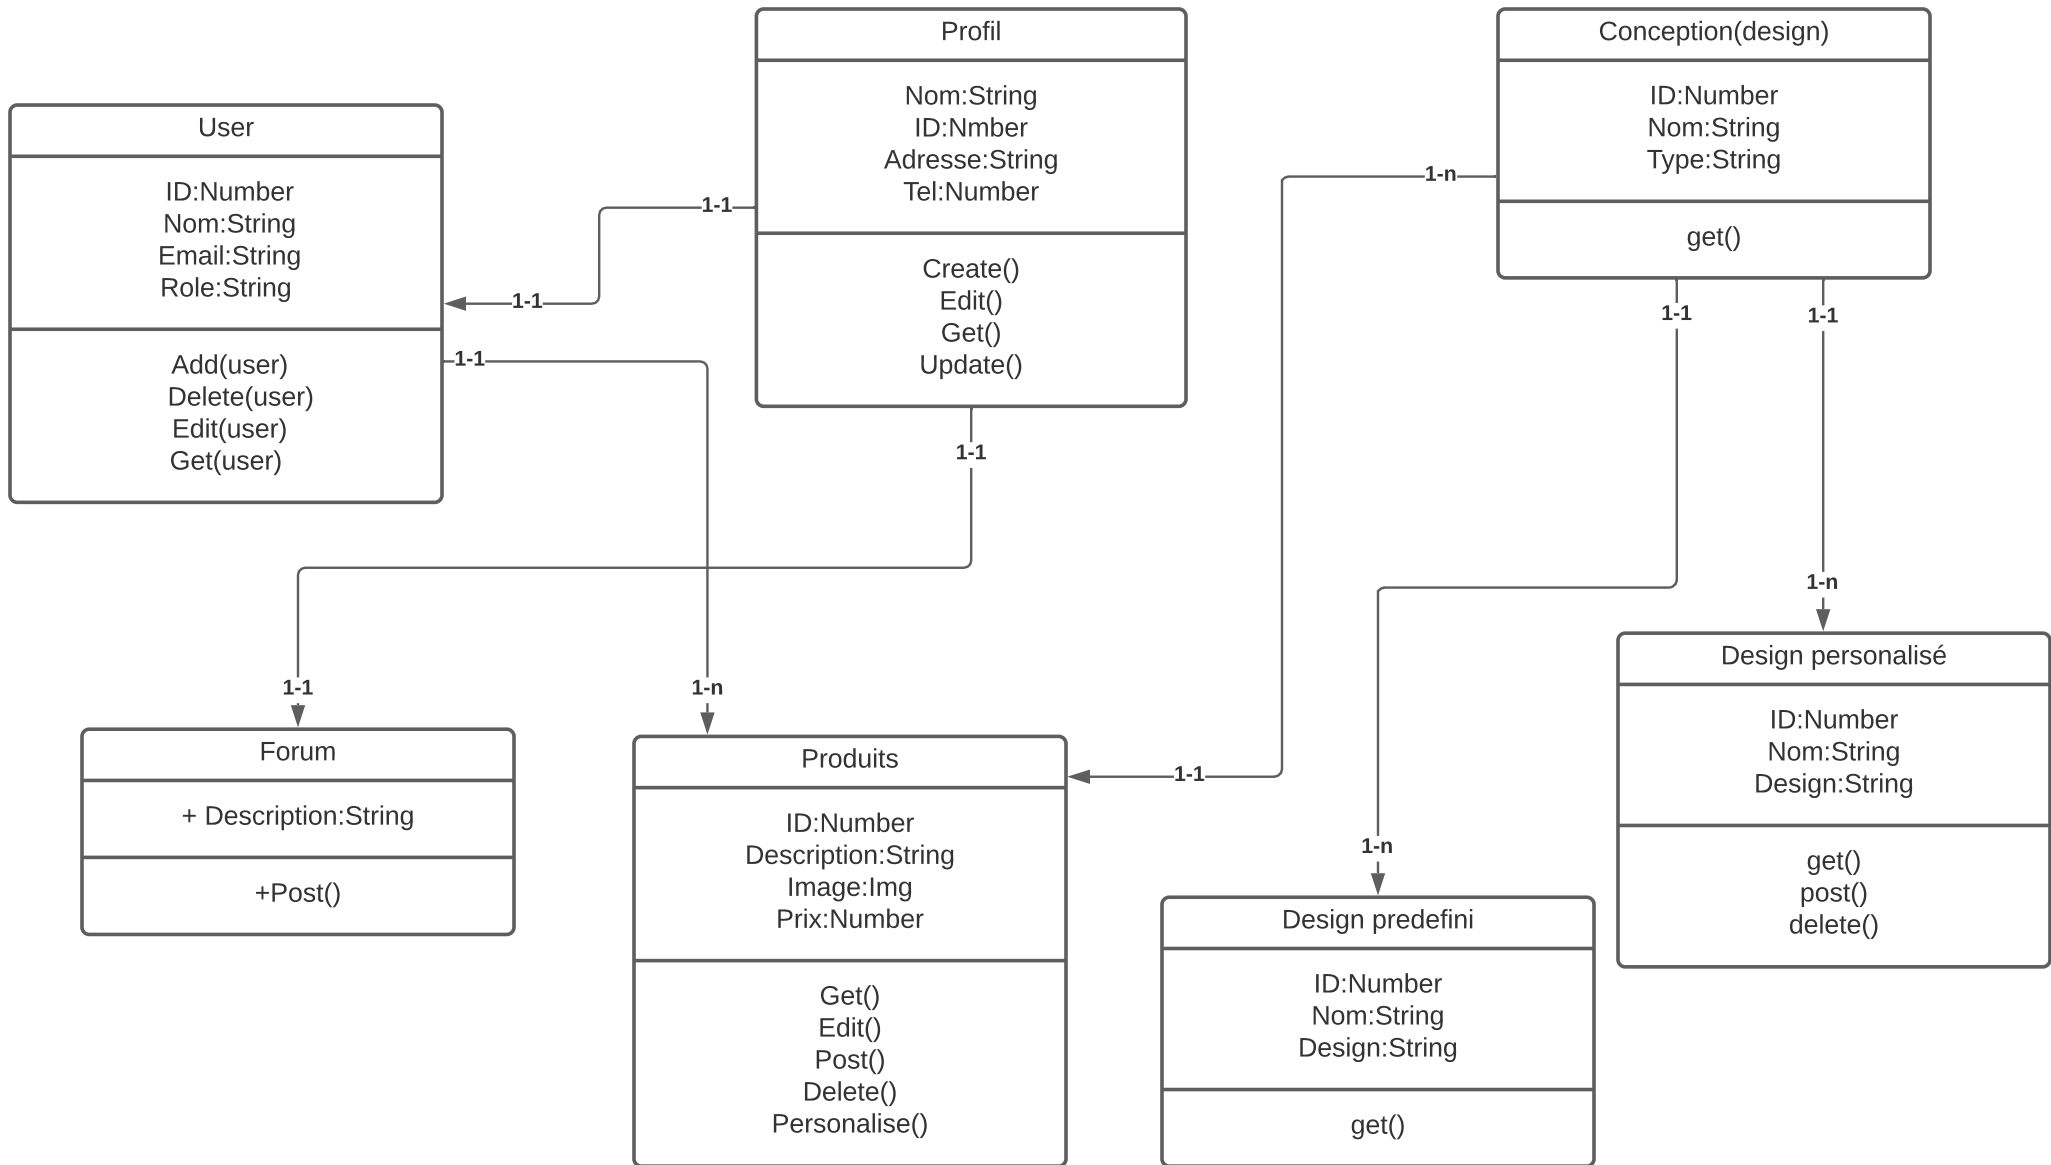 Profil
Nom:String
ID:Nmber
Adresse:String
Tel:Number
Create()
Edit()
Get()
Update()
Conception(design)
ID:Number
Nom:String
Type:String
get()
User
ID:Number
Nom:String
Email:String
Role:String
Add(user)
Delete(user)
Edit(user)
Get(user)
1-1
1-1
1-1
1-n
1-1
1-1
1-1
1-1
1-n
1-1
1-n
1-n
Forum
+ Description:String
+Post()
Produits
ID:Number
Description:String
Image:Img
Prix:Number
Get()
Edit()
Post()
Delete()
Personalise()
Design predefini
ID:Number
Nom:String
Design:String
get()
Design personalisé
ID:Number
Nom:String
Design:String
get()
post()
delete()